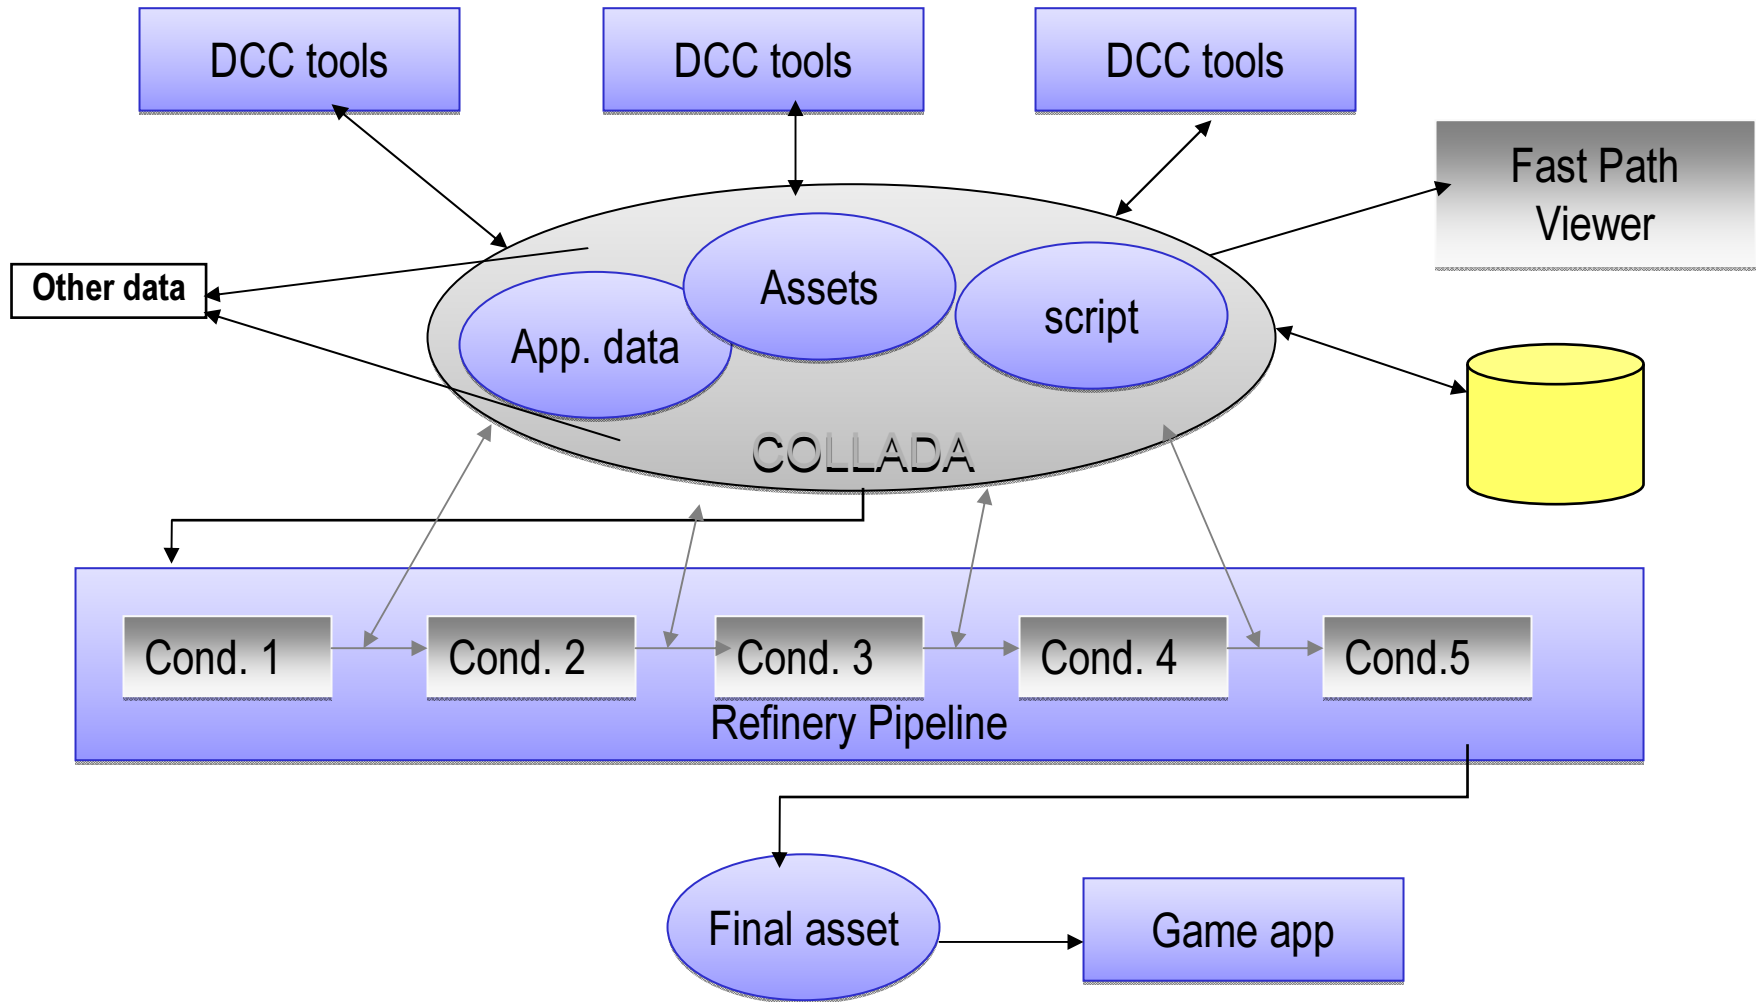 DCC tools
DCC tools
DCC tools
Fast Path
Viewer
Other data
Assets
script
App. data
COLLADA
Cond. 1
Cond. 2
Cond. 3
Cond. 4
Cond.5
Refinery Pipeline
Final asset
Game app